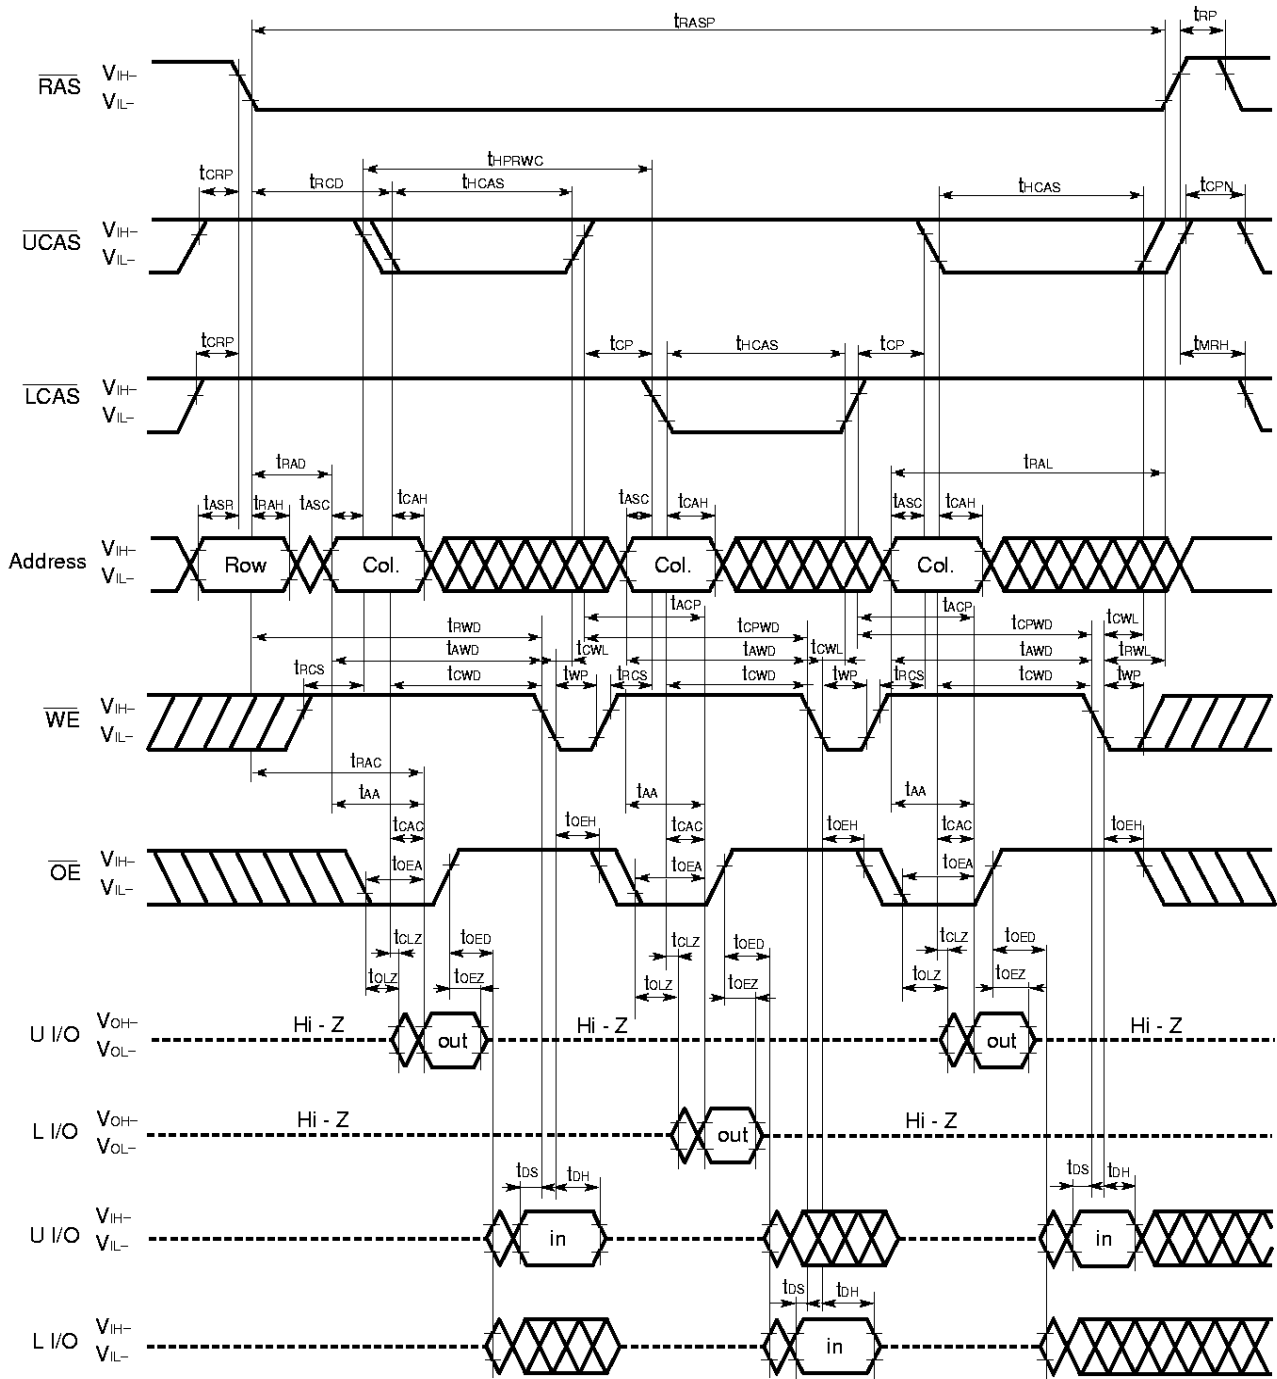 tRASP tRP
RAS VIH–
VIL–
tHPRWC
tCRP tRCD tHCAS tHCAS tCPN
UCAS VIH–
VIL–
tCRP tCP tHCAS tCP tMRH
LCAS VIH–
VIL–
tRAD tRAL
tASR tRAH tASC tCAH tASC tCAH tASC tCAH
Address VIH–
VIL–
Row Col. Col. Col.
tACP tACP
tRWD tCPWD tCPWD tCWL
tAWD tCWL tAWD tCWL tAWD tRWL
tRCS tCWD tWP tRCS tCWD tWP tRCS tCWD tWP
WE VIH–
VIL–
tRAC
tAA tAA tAA
tCAC tOEH tCAC tOEH tCAC tOEH
tOEA tOEA tOEA
OE VIH–
VIL–
tCLZ tOED tCLZ tOED tCLZ tOED
tOLZ tOEZ tOLZ tOEZ tOLZ tOEZ
U I/O VOH–
VOL–
Hi - Z out Hi - Z Hi - Z out Hi - Z
L I/O VOH–
VOL–
Hi - Z out Hi - Z
tDS tDH tDS tDH
U I/O VIH–
VIL–
in in
tDS tDH
L I/O VIH–
VIL–
in